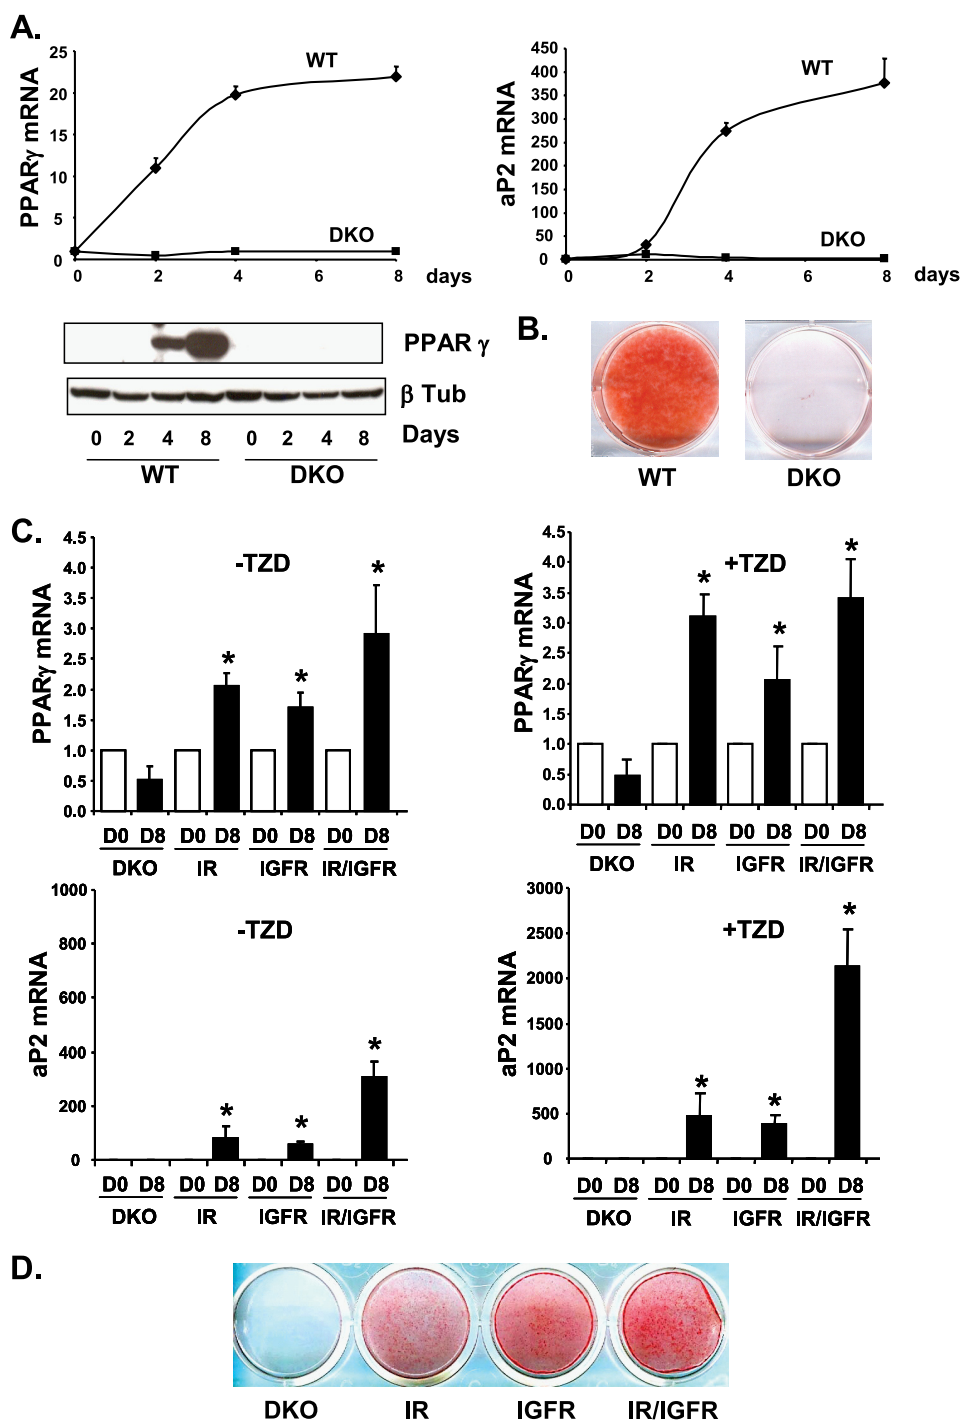 A.
PPARγ mRNA
25
20
15
10
5
0
WT
DKO
0 2 4 6 8 days
aP2 mRNA
450
400
350
300
250
200
150
100
50
0
WT
DKO
0 2 4 6 8 days
PPAR γ
β Tub
0 2 4 8 0 2 4 8 Days
WT DKO
B.
WT DKO
C.
PPARγ mRNA
4.5
4.0
3.5
3.0
2.5
2.0
1.5
1.0
0.5
0.0
-TZD
* * *
D0 D8 D0 D8 D0 D8 D0 D8
DKO IR IGFR IR/IGFR
PPARγ mRNA
4.5
4.0
3.5
3.0
2.5
2.0
1.5
1.0
0.5
0.0
+TZD
* * *
D0 D8 D0 D8 D0 D8 D0 D8
DKO IR IGFR IR/IGFR
aP2 mRNA
1000
800
600
400
200
0
-TZD
* * *
D0 D8 D0 D8 D0 D8 D0 D8
DKO IR IGFR IR/IGFR
aP2 mRNA
3000
2500
2000
1500
1000
500
0
+TZD
* * *
D0 D8 D0 D8 D0 D8 D0 D8
DKO IR IGFR IR/IGFR
D.
DKO IR IGFR IR/IGFR